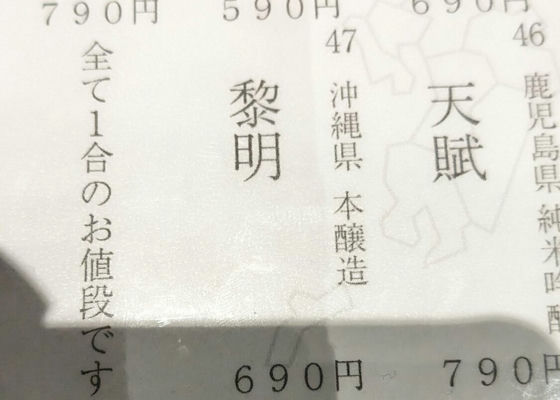 690円
46 鹿児島県 純米吟醸
天賦
790円
590円
47 沖縄県 本醸造
黎明
690円
790円
全て1合のお値段です